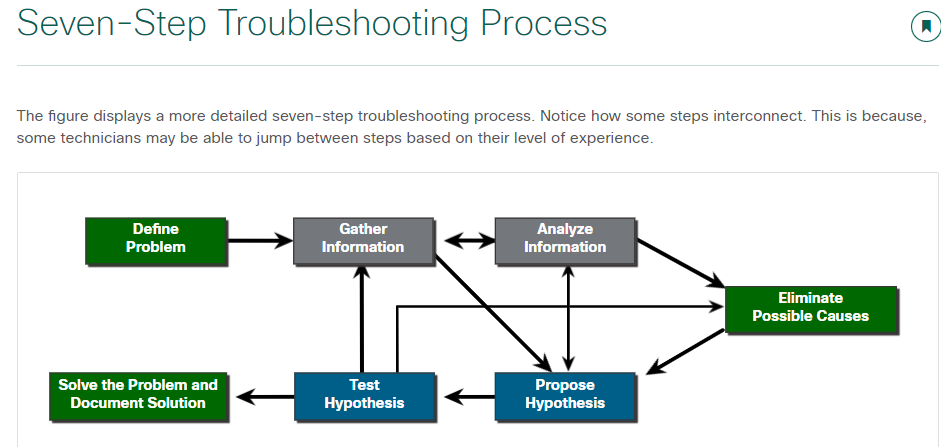 Seven-Step Troubleshooting Process
The figure displays a more detailed seven-step troubleshooting process. Notice how some steps interconnect. This is because,
some technicians may be able to jump between steps based on their level of experience.
Define
Problem
Gather
Information
Analyze
Information
Eliminate
Possible Causes
Solve the Problem and
Document Solution
Test
Hypothesis
Propose
Hypothesis